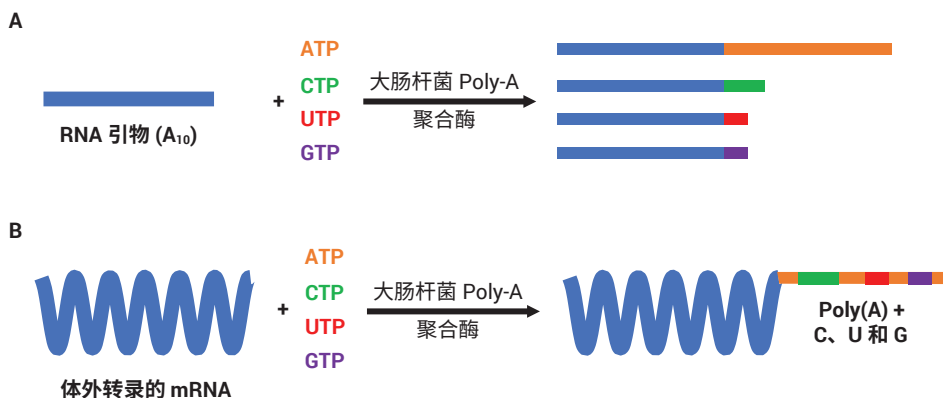 A
ATP
CTP
UTP
GTP
+
大肠杆菌 Poly-A
聚合酶
RNA 引物 (A₁₀)
B
ATP
CTP
UTP
GTP
+
大肠杆菌 Poly-A
聚合酶
体外转录的 mRNA
Poly(A) +
C、U 和 G